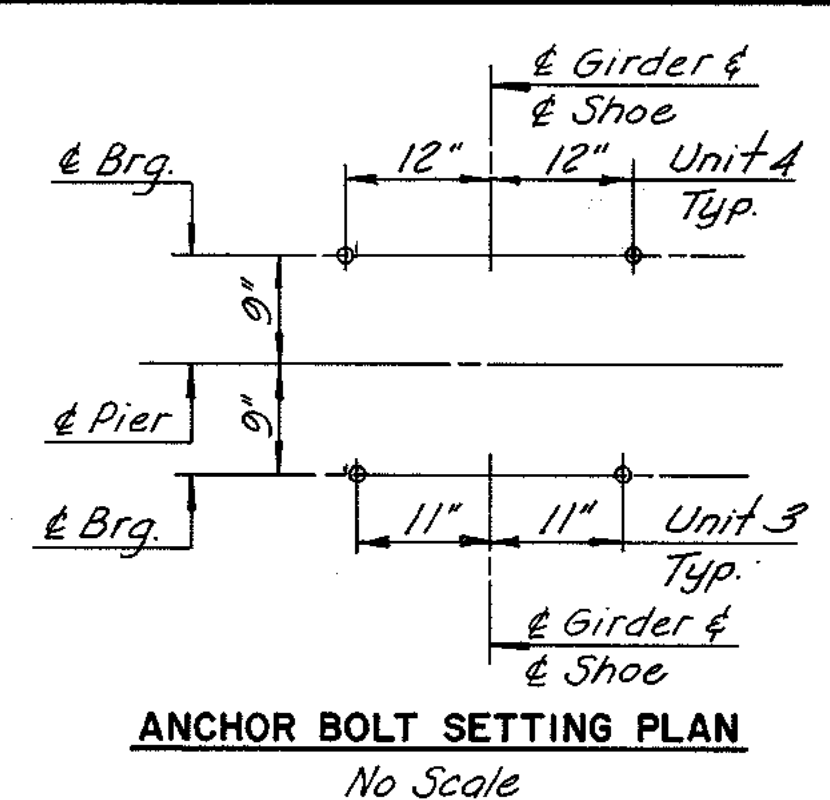 ℄ Girder &
℄ Shoe
℄ Brg.
12" 12" Unit 4
Typ.
9"
℄ Pier
9"
℄ Brg.
11" 11" Unit 3
Typ.
℄ Girder &
℄ Shoe
ANCHOR BOLT SETTING PLAN
No Scale